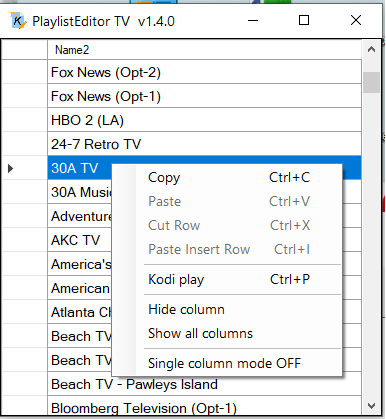 PlaylistEditor TV v1.4.0
Name2
Fox News (Opt-2)
Fox News (Opt-1)
HBO 2 (LA)
24-7 Retro TV
30A TV
30A Music
Adventure
AKC TV
America's
American
Atlanta Ch
Beach TV
Beach TV
Beach TV - Pawleys Island
Bloomberg Television (Opt-1)
Copy Ctrl+C
Paste Ctrl+V
Cut Row Ctrl+X
Paste Insert Row Ctrl+I
Kodi play Ctrl+P
Hide column
Show all columns
Single column mode OFF